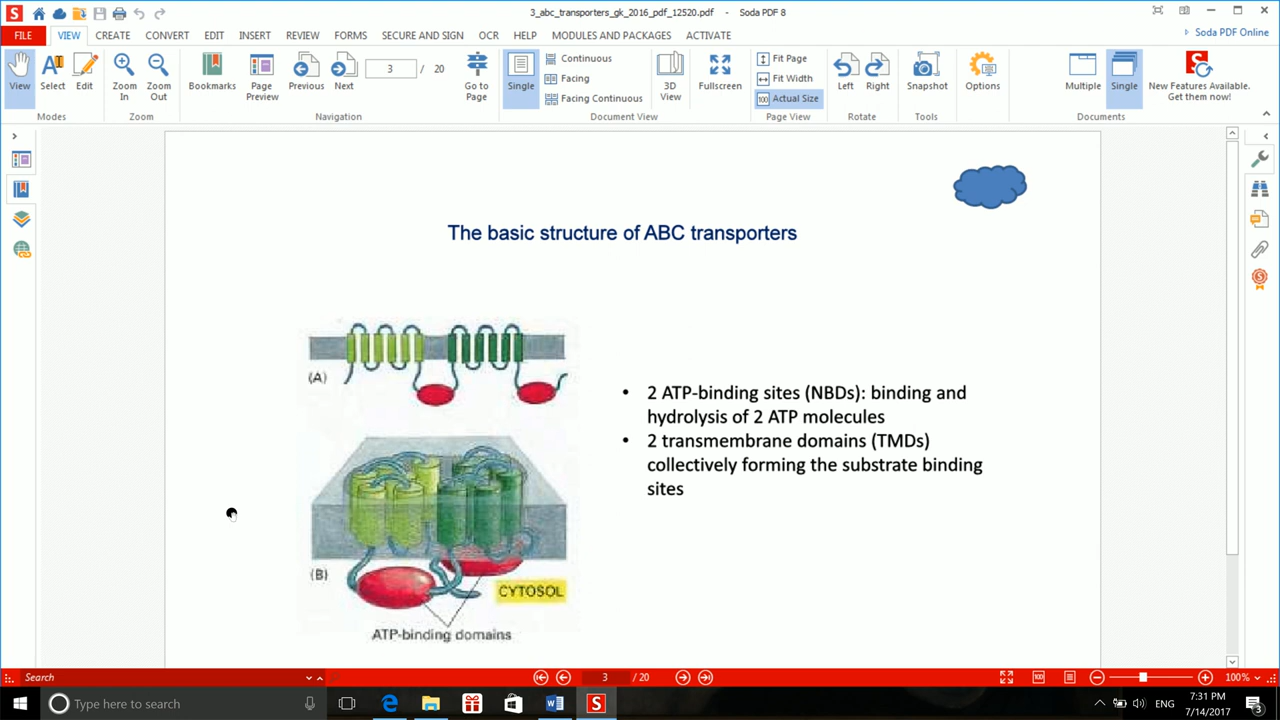 3_abc_transporters_gk_2016_pdf_12520.pdf - Soda PDF 8
FILE VIEW CREATE CONVERT EDIT INSERT REVIEW FORMS SECURE AND SIGN OCR HELP MODULES AND PACKAGES ACTIVATE Soda PDF Online
View Select Edit
Modes
Zoom In Zoom Out
Zoom
Bookmarks Page Preview Previous Next 3 / 20 Go to Page
Navigation
Single Continuous Facing Facing Continuous 3D View Fullscreen
Document View
Fit Page
Fit Width
100 Actual Size
Page View
Left Right
Rotate
Snapshot
Tools
Options
Multiple Single
Documents
New Features Available.
Get them now!
The basic structure of ABC transporters
(A)
(B)
CYTOSOL
ATP-binding domains
• 2 ATP-binding sites (NBDs): binding and
hydrolysis of 2 ATP molecules
• 2 transmembrane domains (TMDs)
collectively forming the substrate binding
sites
Search 3 / 20 100 100%
Type here to search
ENG 7:31 PM
7/14/2017 3